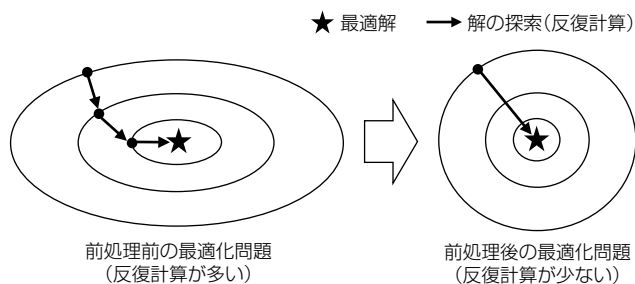 ★ 最適解 → 解の探索(反復計算)
前処理前の最適化問題
(反復計算が多い)
前処理後の最適化問題
(反復計算が少ない)